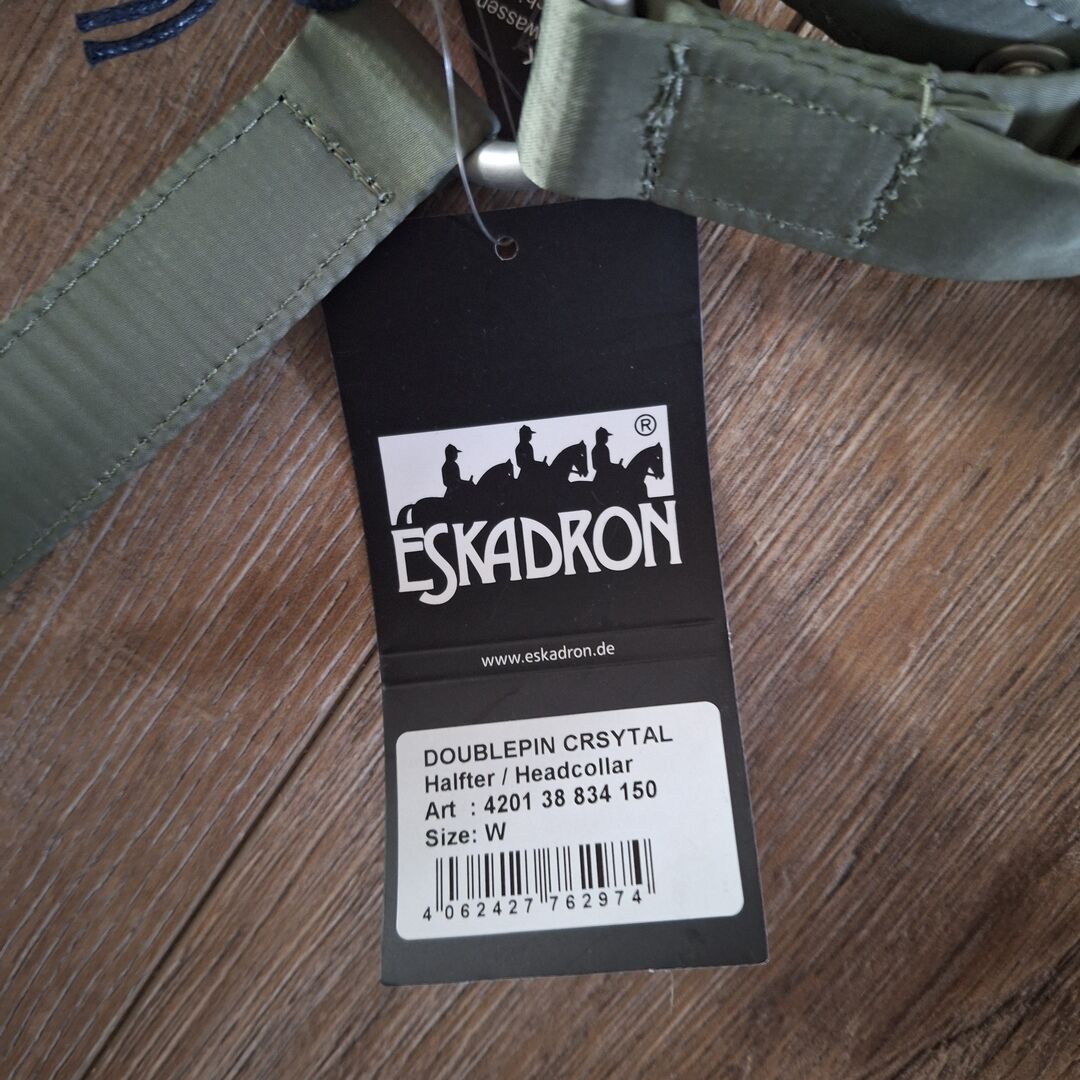 ®
ESKADRON
www.eskadron.de
DOUBLEPIN CRSYTAL
Halfter / Headcollar
Art : 4201 38 834 150
Size: W
4 062427 762974